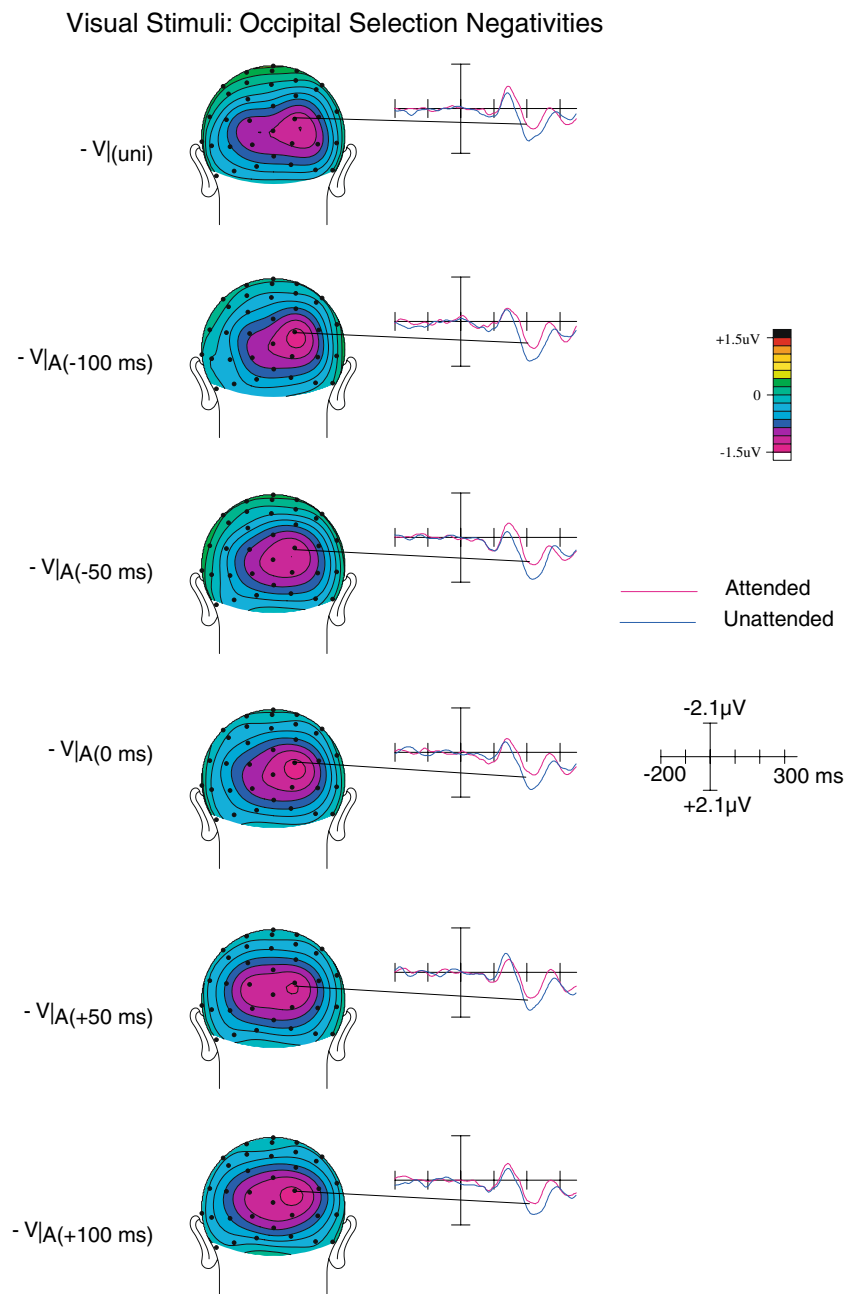 Visual Stimuli: Occipital Selection Negativities
- V|(uni)
- V|A(-100 ms)
+1.5uV
0
-1.5uV
- V|A(-50 ms)
Attended
Unattended
- V|A(0 ms)
-2.1µV
-200 300 ms
+2.1µV
- V|A(+50 ms)
- V|A(+100 ms)